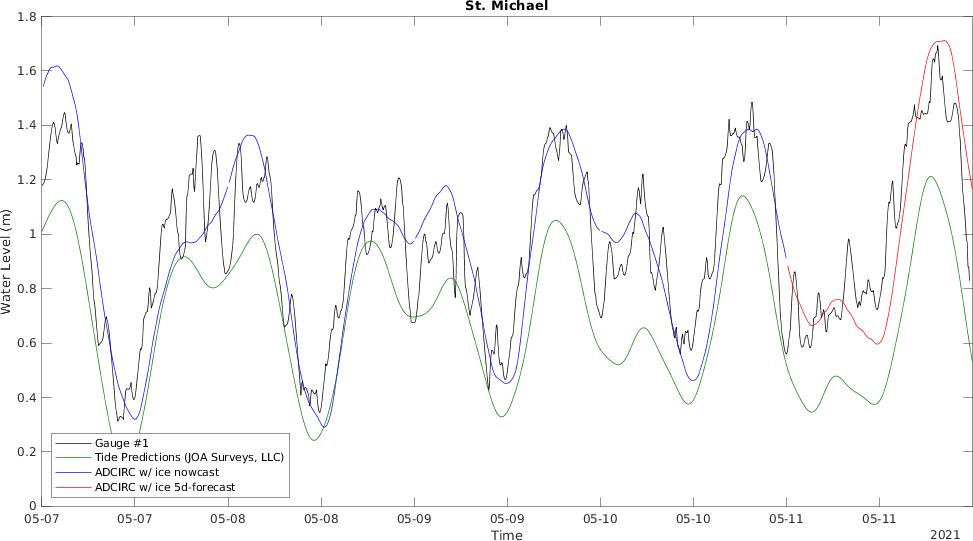 St. Michael
Water Level (m)
1.8
1.6
1.4
1.2
1
0.8
0.6
0.4
0.2
0
Gauge #1
Tide Predictions (JOA Surveys, LLC)
ADCIRC w/ ice nowcast
ADCIRC w/ ice 5d-forecast
05-07 05-07 05-08 05-08 05-09 05-09 05-10 05-10 05-11 05-11
Time
2021